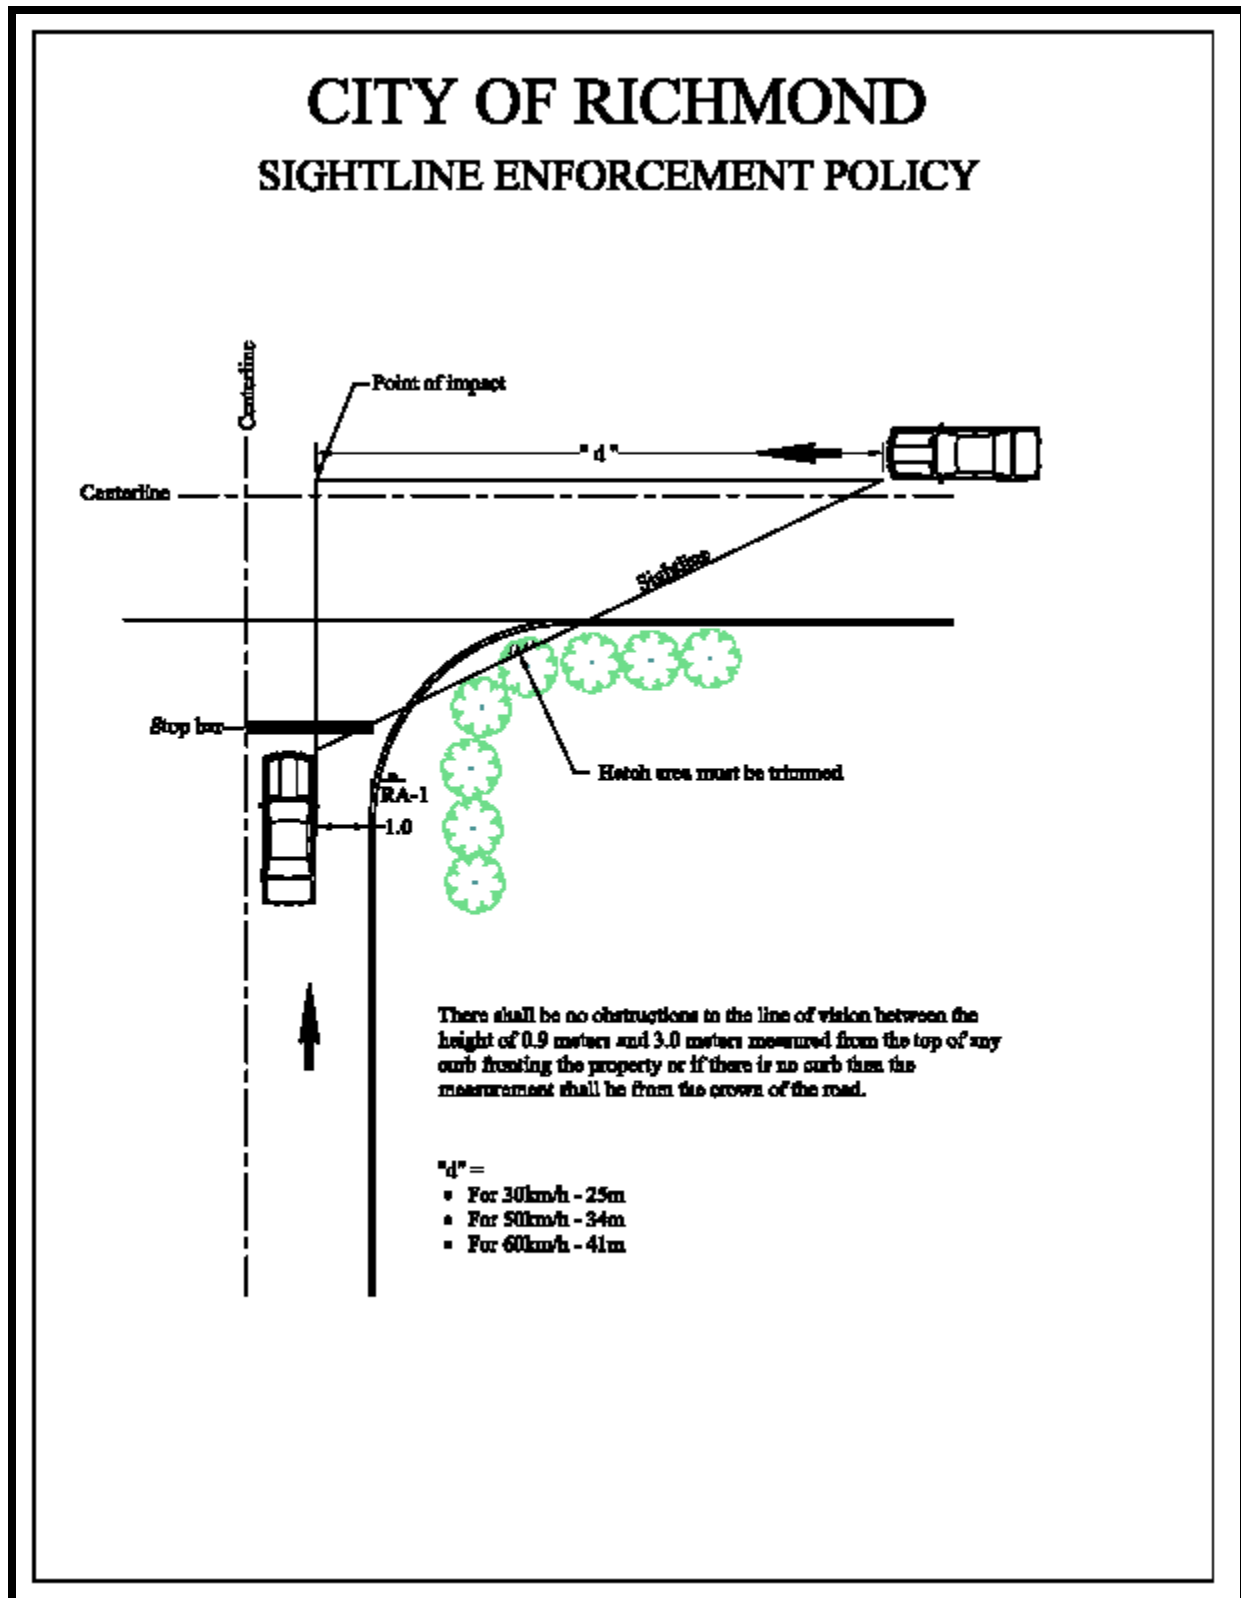 CITY OF RICHMOND
SIGHTLINE ENFORCEMENT POLICY
Centerline
Point of impact
"d"
Centerline
Sightline
Stop bar
Hatch area must be trimmed
RA-1
1.0
There shall be no obstructions to the line of vision between the
height of 0.9 meters and 3.0 meters measured from the top of any
curb fronting the property or if there is no curb then the
measurement shall be from the crown of the road.
"d" =
• For 30km/h - 25m
• For 50km/h - 34m
• For 60km/h - 41m